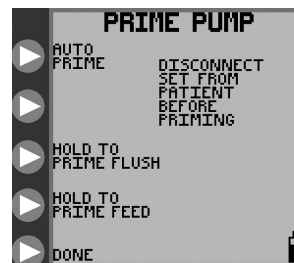 PRIME PUMP
AUTO
PRIME
DISCONNECT
SET FROM
PATIENT
BEFORE
PRIMING
HOLD TO
PRIME FLUSH
HOLD TO
PRIME FEED
DONE